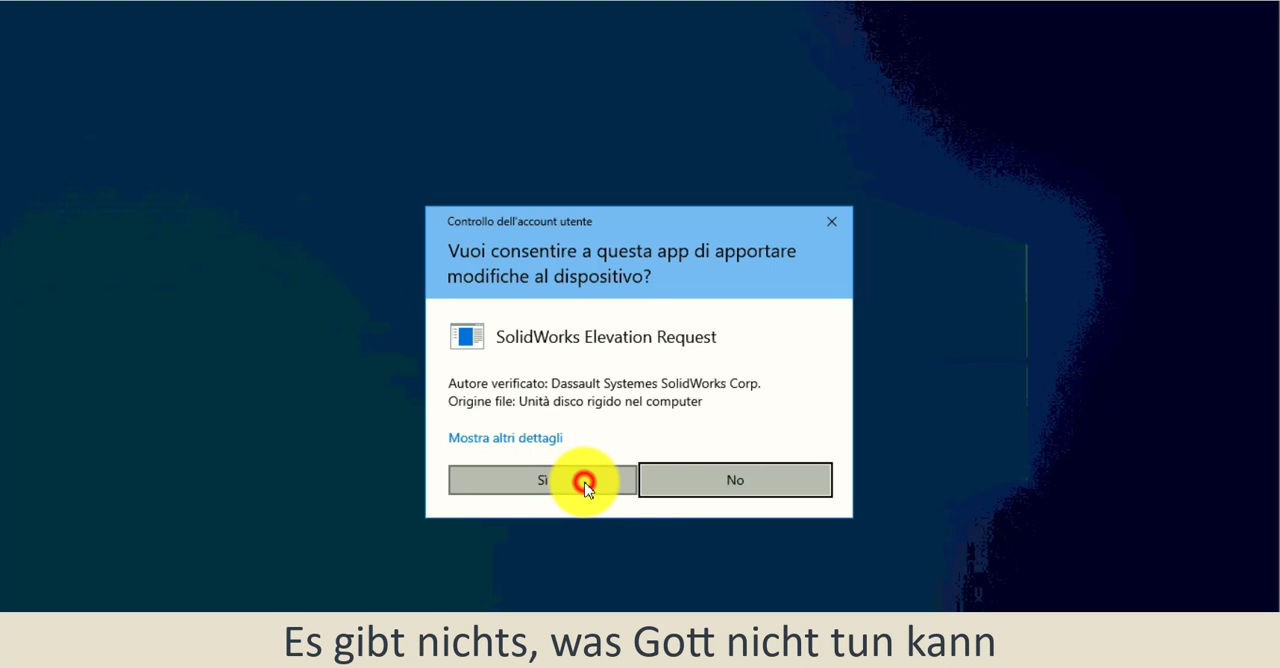 Controllo dell'account utente
Vuoi consentire a questa app di apportare
modifiche al dispositivo?
SolidWorks Elevation Request
Autore verificato: Dassault Systemes SolidWorks Corp.
Origine file: Unità disco rigido nel computer
Mostra altri dettagli
Sì
No
Es gibt nichts, was Gott nicht tun kann